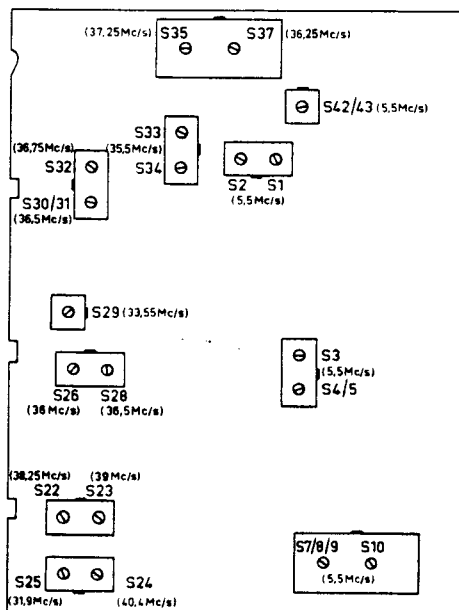 (37,25Mc/s) S35 S37 (36,25Mc/s)
S42/43 (5,5Mc/s)
S33
(36,75Mc/s) (35,5Mc/s)
S32 S34
S2 S1
(5,5Mc/s)
S30/31
(36,5Mc/s)
S29 (33,55Mc/s)
S3
(5,5Mc/s)
S4/5
S26 S28
(36Mc/s) (36,5Mc/s)
(38,25Mc/s) (39Mc/s)
S22 S23
S7/8/9 S10
(5,5Mc/s)
S25 S24
(31,9Mc/s) (40,4Mc/s)